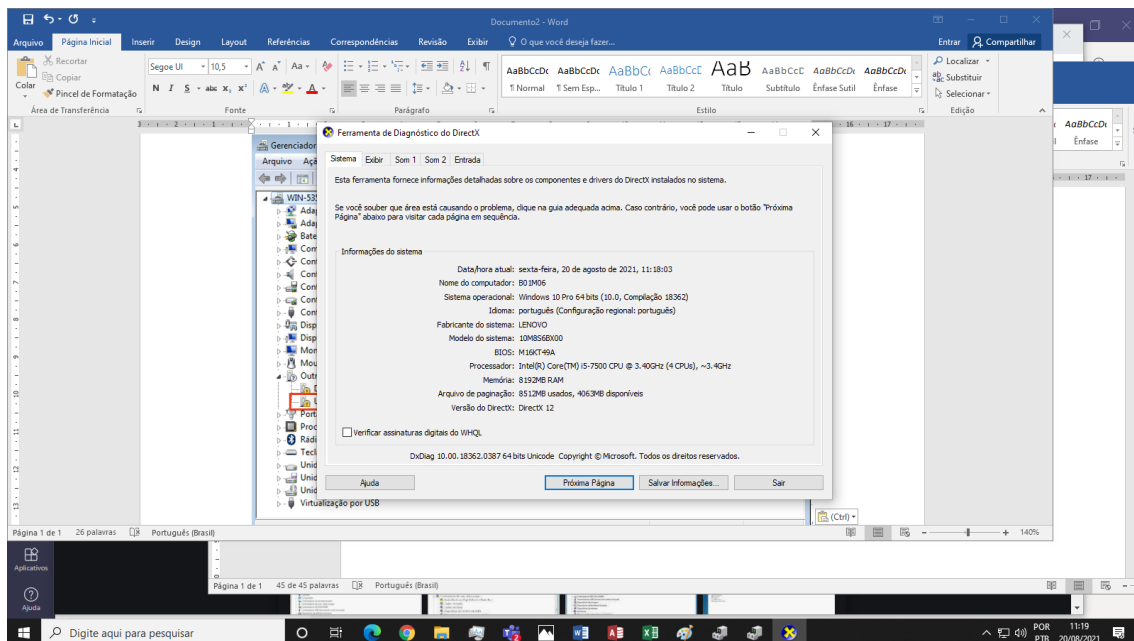 Documento2 - Word
Arquivo Página Inicial Inserir Design Layout Referências Correspondências Revisão Exibir O que você deseja fazer... Entrar Compartilhar
Colar Recortar Copiar Pincel de Formatação
Segoe UI 10,5
AaBbCcDc AaBbCcDc AaBbCc AaBbCcE AaB AaBbCcD AaBbCcDc AaBbCcDc
¶ Normal ¶ Sem Esp... Título 1 Título 2 Título Subtítulo Ênfase Sutil Ênfase
Localizar
Substituir
Selecionar
Área de Transferência Fonte Parágrafo Estilo Edição
AaBbCcDc
Ênfase
Gerenciador
Arquivo
WIN-53
Ferramenta de Diagnóstico do DirectX
Sistema Exibir Som 1 Som 2 Entrada
Esta ferramenta fornece informações detalhadas sobre os componentes e drivers do DirectX instalados no sistema.
Se você souber que área está causando o problema, clique na guia adequada acima. Caso contrário, você pode usar o botão "Próxima
Página" abaixo para visitar cada página em sequência.
Informações do sistema
Data/hora atual: sexta-feira, 20 de agosto de 2021, 11:18:03
Nome do computador: B01M06
Sistema operacional: Windows 10 Pro 64 bits (10.0, Compilação 18362)
Idioma: português (Configuração regional: português)
Fabricante do sistema: LENOVO
Modelo do sistema: 10M8S6BX00
BIOS: M16KT49A
Processador: Intel(R) Core(TM) i5-7500 CPU @ 3.40GHz (4 CPUs), ~3.4GHz
Memória: 8192MB RAM
Arquivo de paginação: 8512MB usados, 4063MB disponíveis
Versão do DirectX: DirectX 12
Verificar assinaturas digitais do WHQL
DxDiag 10.00.18362.0387 64 bits Unicode Copyright © Microsoft. Todos os direitos reservados.
Ajuda Próxima Página Salvar Informações... Sair
Virtualização por USB
(Ctrl)
Página 1 de 1 26 palavras Português (Brasil) 140%
Aplicativos
Ajuda
Página 1 de 1 45 de 45 palavras Português (Brasil)
Digite aqui para pesquisar
POR 11:19
PTB 20/08/2021